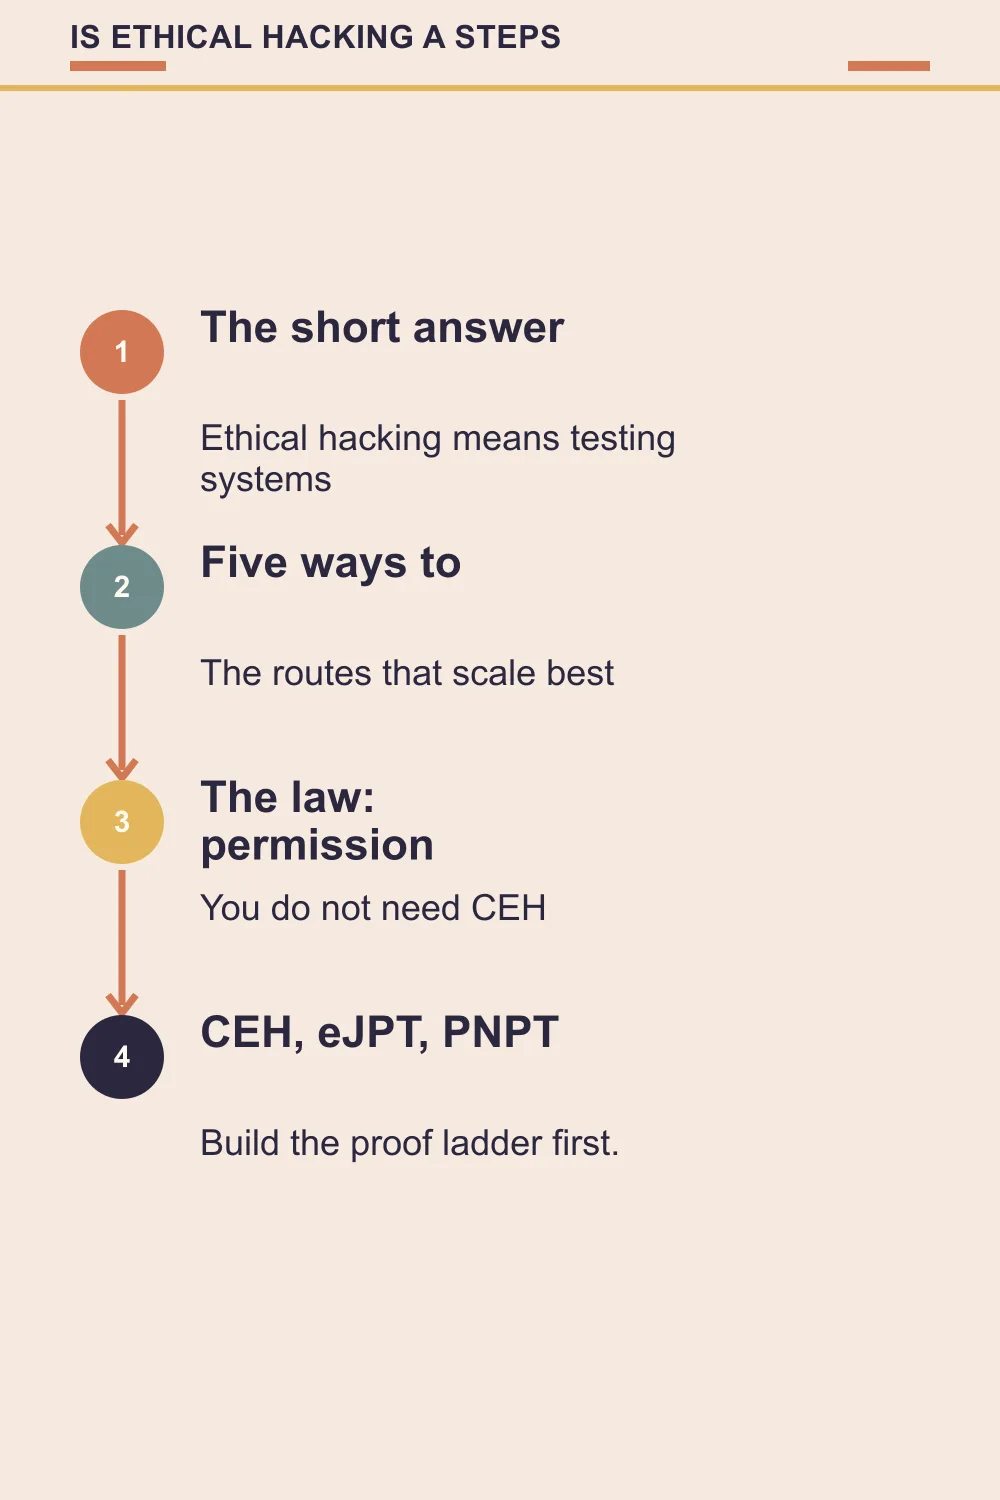 IS ETHICAL HACKING A STEPS
1
The short answer
Ethical hacking means testing
systems
2
Five ways to
The routes that scale best
3
The law:
permission
You do not need CEH
4
CEH, eJPT, PNPT
Build the proof ladder first.